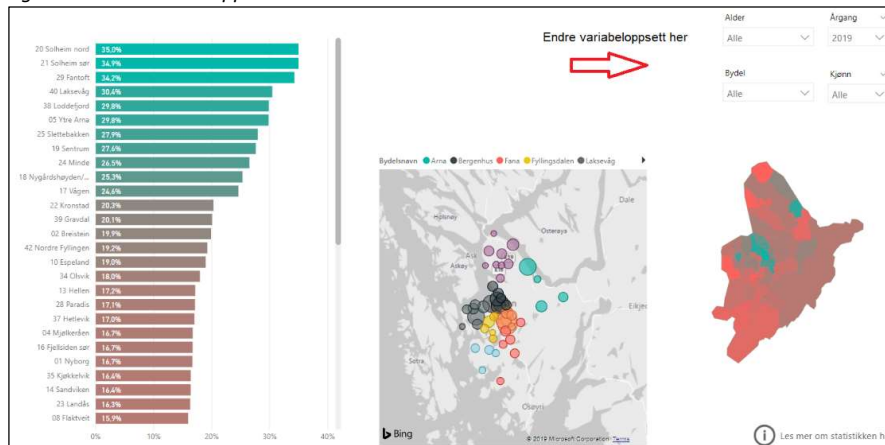 Endre variabeloppsett her
Alder
Alle
Årgang
2019
Bydel
Alle
Kjønn
Alle
20 Solheim nord 35,0%
21 Solheim sør 34,9%
29 Fantoft 34,2%
40 Laksevåg 30,4%
38 Loddefjord 29,8%
05 Ytre Arna 29,8%
25 Slettebakken 27,9%
19 Sentrum 27,6%
24 Minde 26,5%
18 Nygårdshøyden/... 25,3%
17 Vågen 24,6%
22 Kronstad 20,3%
39 Gravdal 20,1%
02 Breistein 19,9%
42 Nordre Fyllingen 19,2%
10 Espeland 19,0%
34 Olsvik 18,0%
13 Hellen 17,2%
28 Paradis 17,1%
37 Hetlevik 17,0%
04 Mjølkeråen 16,7%
16 Fjellsiden sør 16,7%
01 Nyborg 16,7%
35 Kjøkkelvik 16,4%
14 Sandviken 16,4%
23 Landås 16,3%
08 Flaktveit 15,9%
0% 10% 20% 30% 40%
Bydelsnavn Arna Bergenhus Fana Fyllingsdalen Laksevåg
Dale
Osterøya
Askøy
Sotra
Bing
© 2019 Microsoft Corporation Terms
Les mer om statistikken